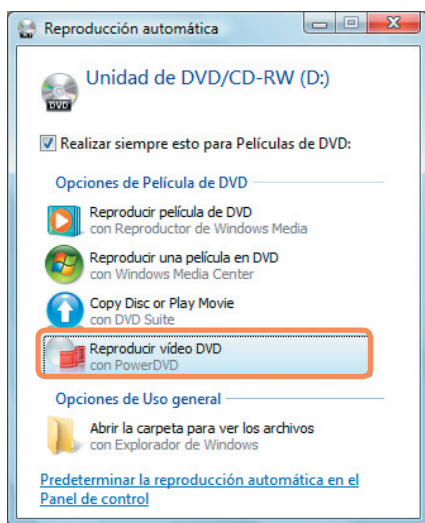 Reproducción automática
Unidad de DVD/CD-RW (D:)
DVD
Realizar siempre esto para Películas de DVD:
Opciones de Película de DVD
Reproducir película de DVD
con Reproductor de Windows Media
Reproducir una película en DVD
con Windows Media Center
Copy Disc or Play Movie
con DVD Suite
Reproducir vídeo DVD
con PowerDVD
Opciones de Uso general
Abrir la carpeta para ver los archivos
con Explorador de Windows
Predeterminar la reproducción automática en el
Panel de control